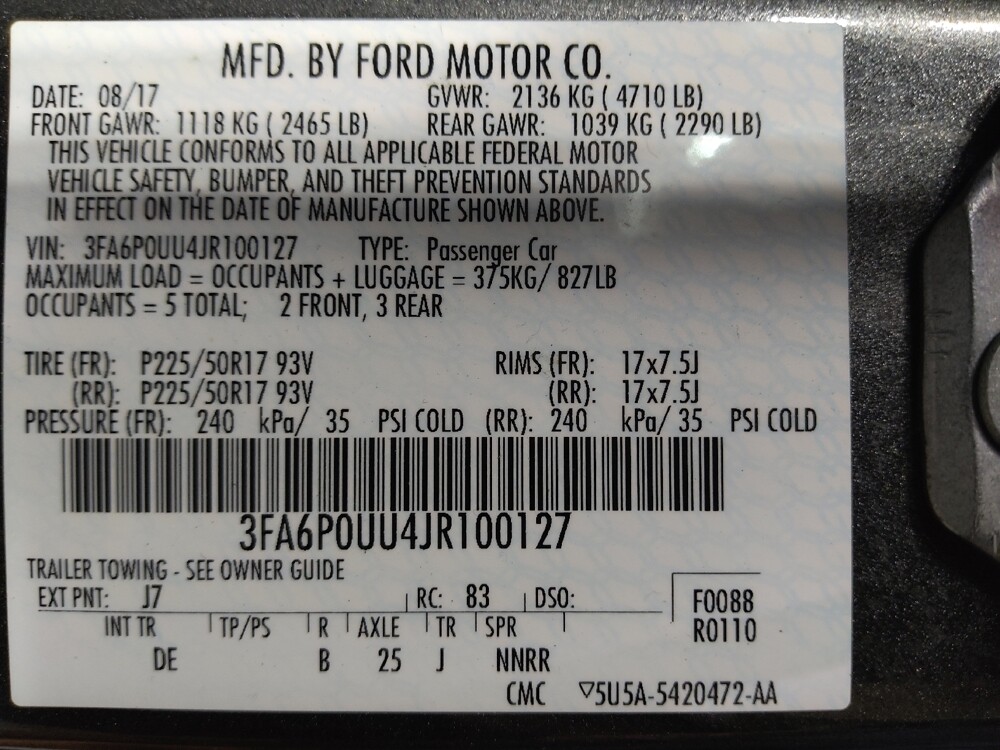 MFD. BY FORD MOTOR CO.
DATE: 08/17 GVWR: 2136 KG ( 4710 LB)
FRONT GAWR: 1118 KG ( 2465 LB) REAR GAWR: 1039 KG ( 2290 LB)
THIS VEHICLE CONFORMS TO ALL APPLICABLE FEDERAL MOTOR
VEHICLE SAFETY, BUMPER, AND THEFT PREVENTION STANDARDS
IN EFFECT ON THE DATE OF MANUFACTURE SHOWN ABOVE.
VIN: 3FA6P0UU4JR100127 TYPE: Passenger Car
MAXIMUM LOAD = OCCUPANTS + LUGGAGE = 375KG/ 827LB
OCCUPANTS = 5 TOTAL; 2 FRONT, 3 REAR
TIRE (FR): P225/50R17 93V RIMS (FR): 17x7.5J
(RR): P225/50R17 93V (RR): 17x7.5J
PRESSURE (FR): 240 kPa/ 35 PSI COLD (RR): 240 kPa/ 35 PSI COLD
3FA6P0UU4JR100127
TRAILER TOWING - SEE OWNER GUIDE
EXT PNT: J7 RC: 83 DSO: F0088
INT TR TP/PS R AXLE TR SPR R0110
DE B 25 J NNRR
CMC ▽5U5A-5420472-AA